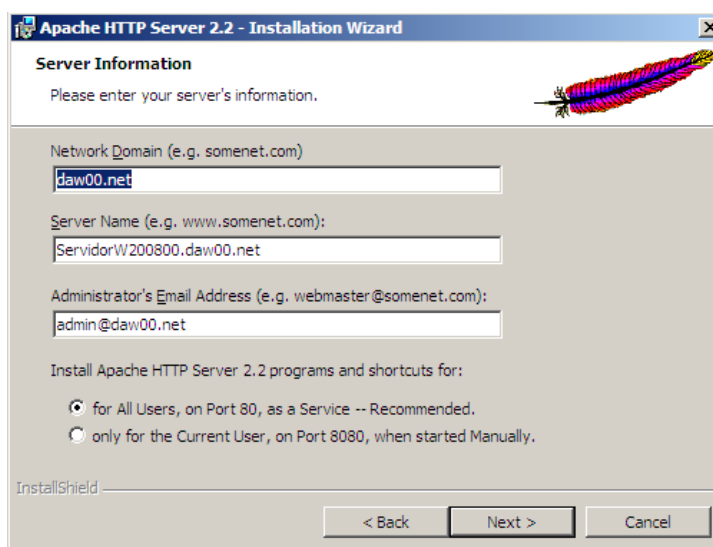 Apache HTTP Server 2.2 - Installation Wizard
Server Information
Please enter your server's information.
Network Domain (e.g. somenet.com)
daw00.net
Server Name (e.g. www.somenet.com):
ServidorW200800.daw00.net
Administrator's Email Address (e.g. webmaster@somenet.com):
admin@daw00.net
Install Apache HTTP Server 2.2 programs and shortcuts for:
for All Users, on Port 80, as a Service -- Recommended.
only for the Current User, on Port 8080, when started Manually.
InstallShield
< Back Next > Cancel